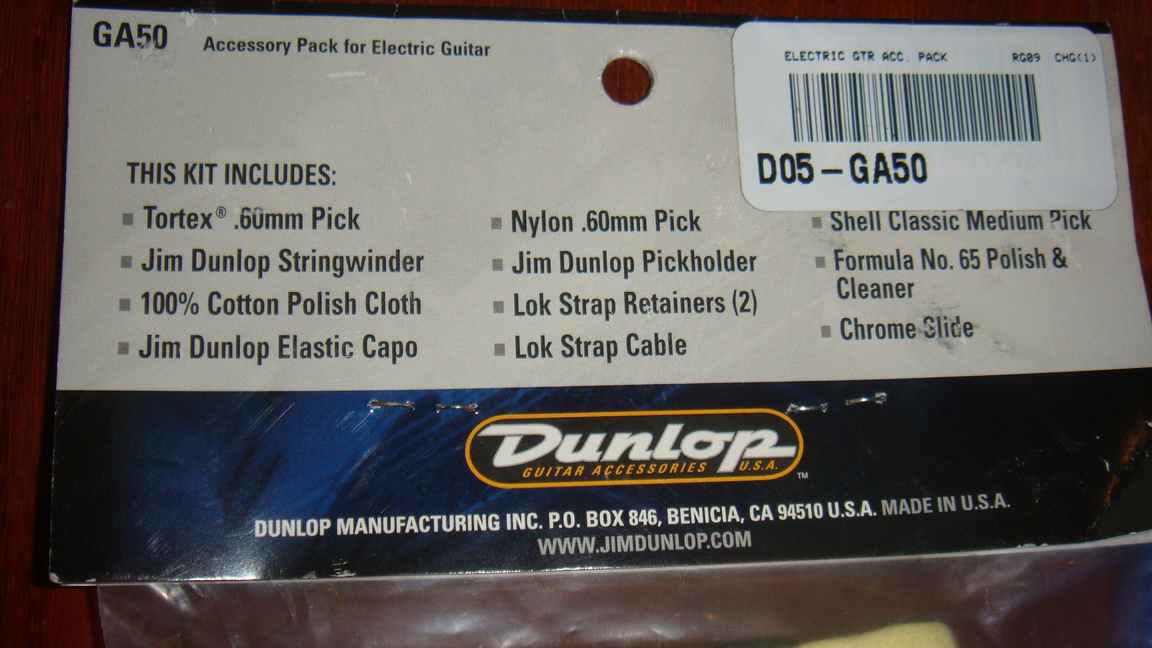 GA50 Accessory Pack for Electric Guitar
ELECTRIC GTR ACC. PACK RG09 CHG(1)
D05-GA50
THIS KIT INCLUDES:
Tortex® .60mm Pick
Jim Dunlop Stringwinder
100% Cotton Polish Cloth
Jim Dunlop Elastic Capo
Nylon .60mm Pick
Jim Dunlop Pickholder
Lok Strap Retainers (2)
Lok Strap Cable
Shell Classic Medium Pick
Formula No. 65 Polish &
Cleaner
Chrome Slide
Dunlop
GUITAR ACCESSORIES U.S.A.
TM
DUNLOP MANUFACTURING INC. P.O. BOX 846, BENICIA, CA 94510 U.S.A. MADE IN U.S.A.
WWW.JIMDUNLOP.COM